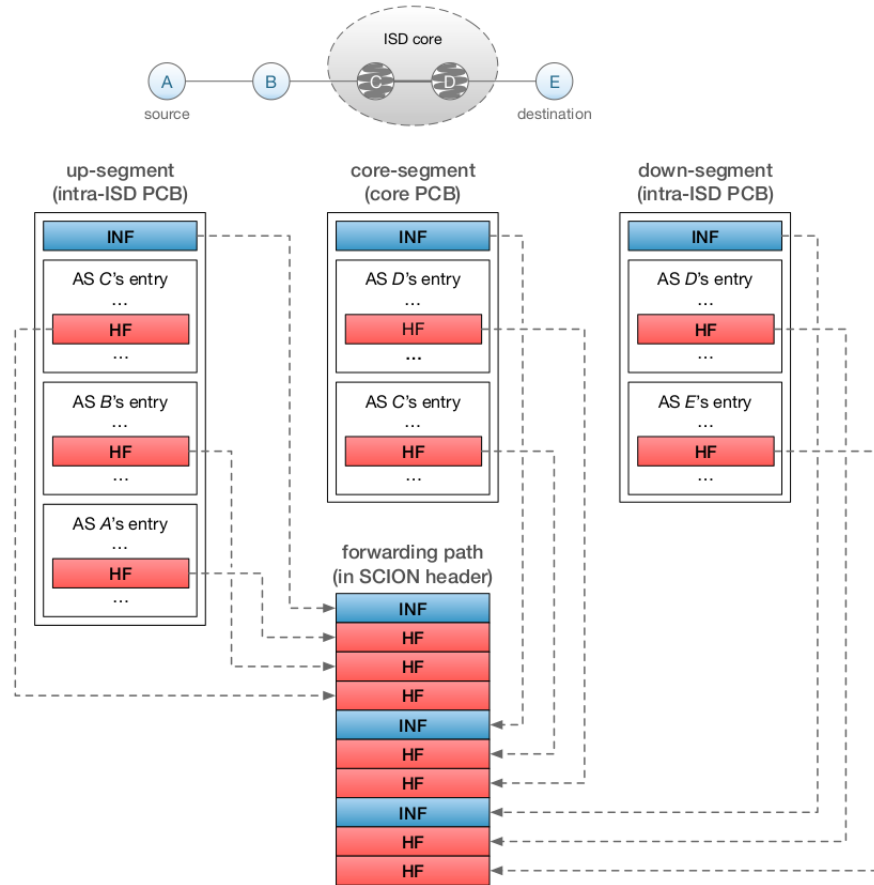 ISD core
A
B
C
D
E
source
destination
up-segment
(intra-ISD PCB)
INF
AS C's entry
...
HF
...
AS B's entry
...
HF
...
AS A's entry
...
HF
...
core-segment
(core PCB)
INF
AS D's entry
...
HF
...
AS C's entry
...
HF
...
down-segment
(intra-ISD PCB)
INF
AS D's entry
...
HF
...
AS E's entry
...
HF
...
forwarding path
(in SCION header)
INF
HF
HF
HF
INF
HF
HF
INF
HF
HF